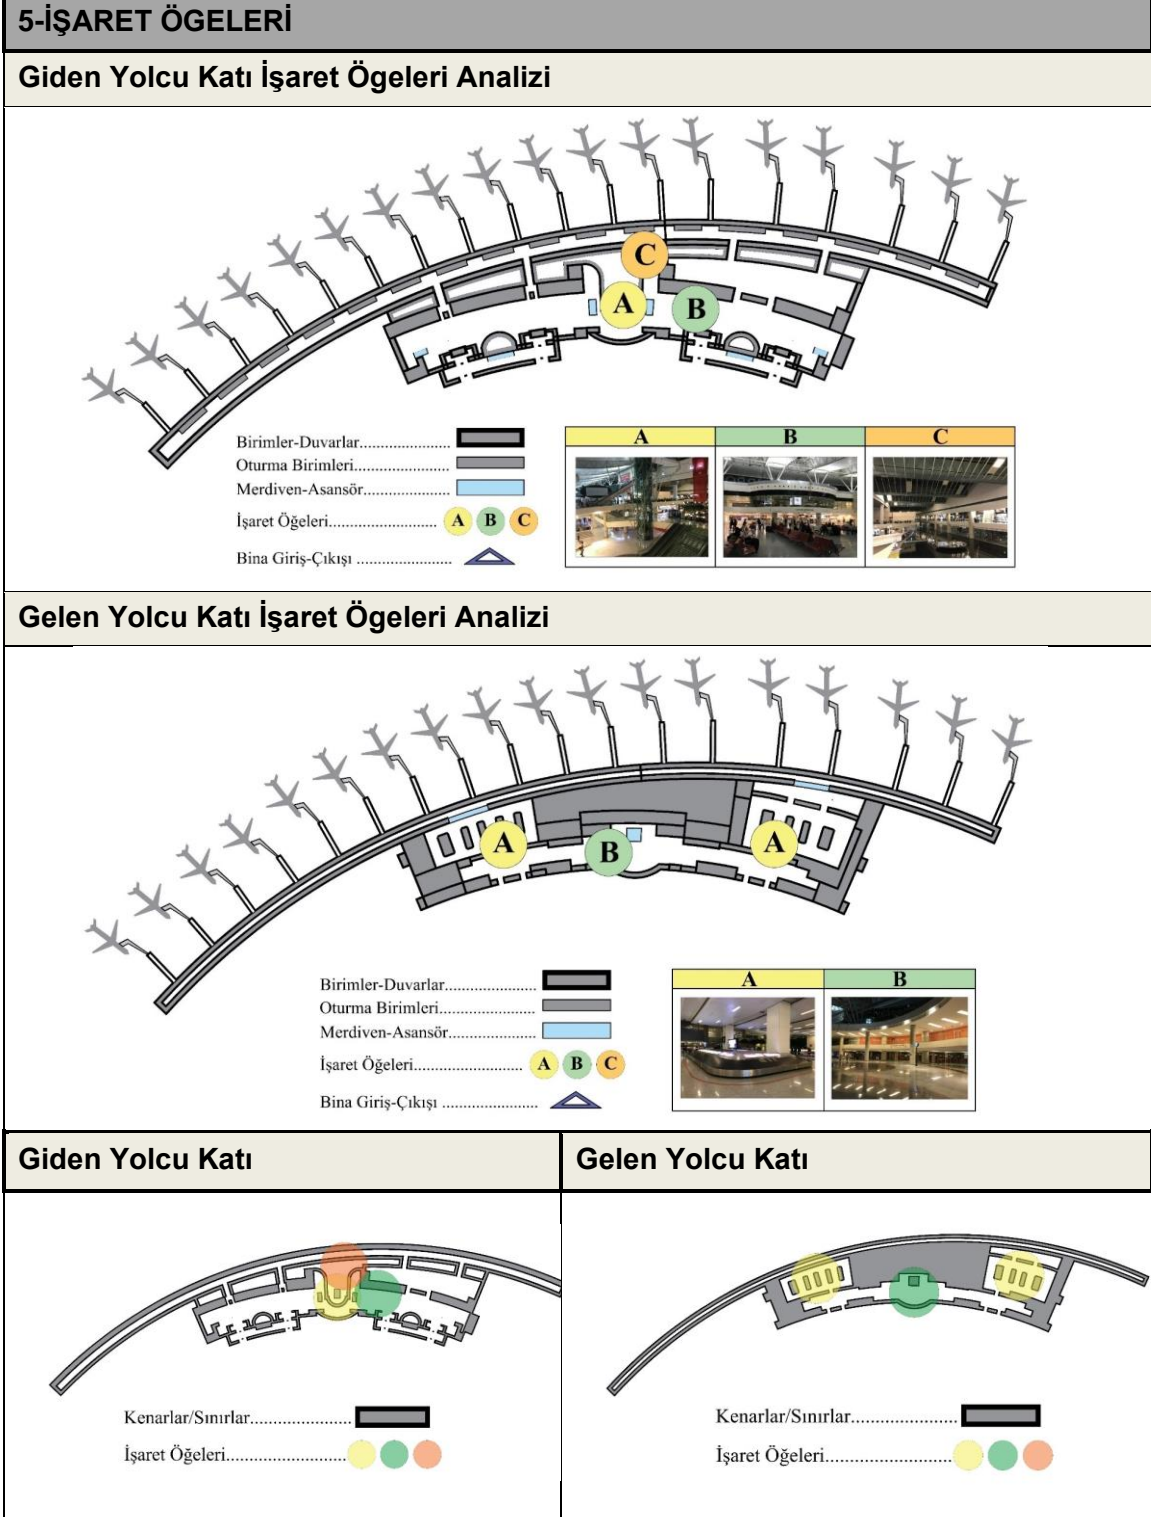 5-İŞARET ÖGELERİ
Giden Yolcu Katı İşaret Ögeleri Analizi
C
A
B
Birimler-Duvarlar......................
Oturma Birimleri.......................
Merdiven-Asansör.....................
İşaret Öğeleri.......................... A B C
Bina Giriş-Çıkışı .......................
A B C
Gelen Yolcu Katı İşaret Ögeleri Analizi
A
B
A
Birimler-Duvarlar......................
Oturma Birimleri.......................
Merdiven-Asansör.....................
İşaret Öğeleri.......................... A B C
Bina Giriş-Çıkışı .......................
A B
Giden Yolcu Katı
Gelen Yolcu Katı
Kenarlar/Sınırlar.....................
İşaret Öğeleri.........................
Kenarlar/Sınırlar.....................
İşaret Öğeleri.........................